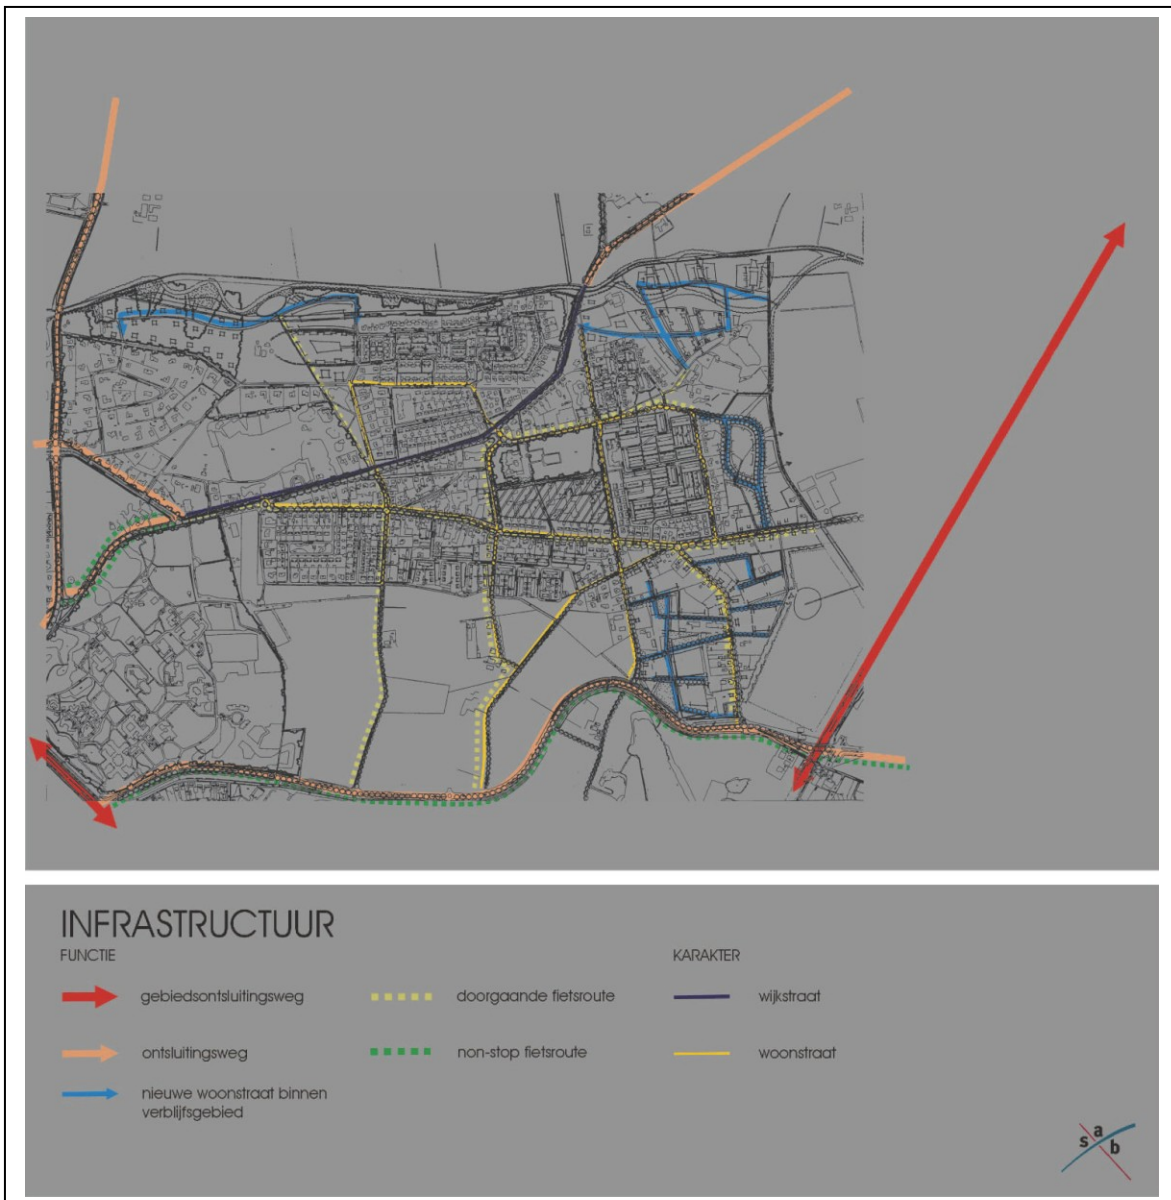 INFRASTRUCTUUR
FUNCTIE
KARAKTER
gebiedsontsluitingsweg
doorgaande fietsroute
wijkstraat
ontsluitingsweg
non-stop fietsroute
woonstraat
nieuwe woonstraat binnen
verblijfsgebied
s a b